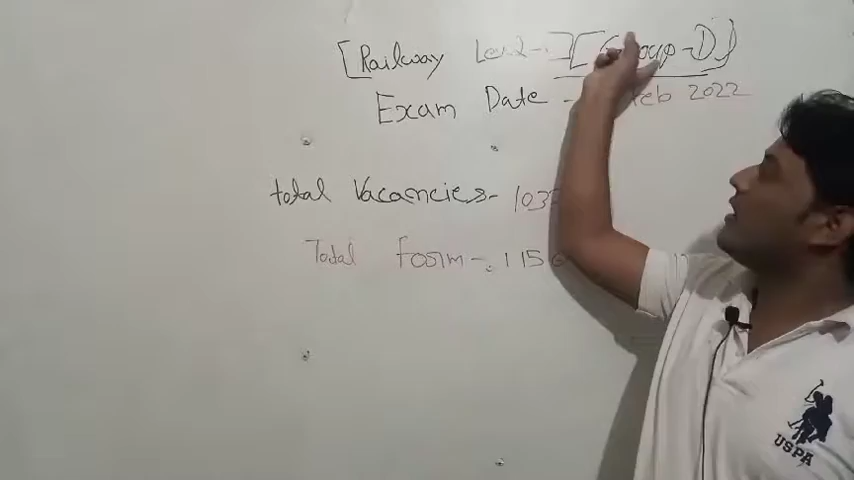 [Railway Level-1] [Group-D]
Exam Date - Feb 2022
total Vacancies- 103
Total Form- 115
USPA